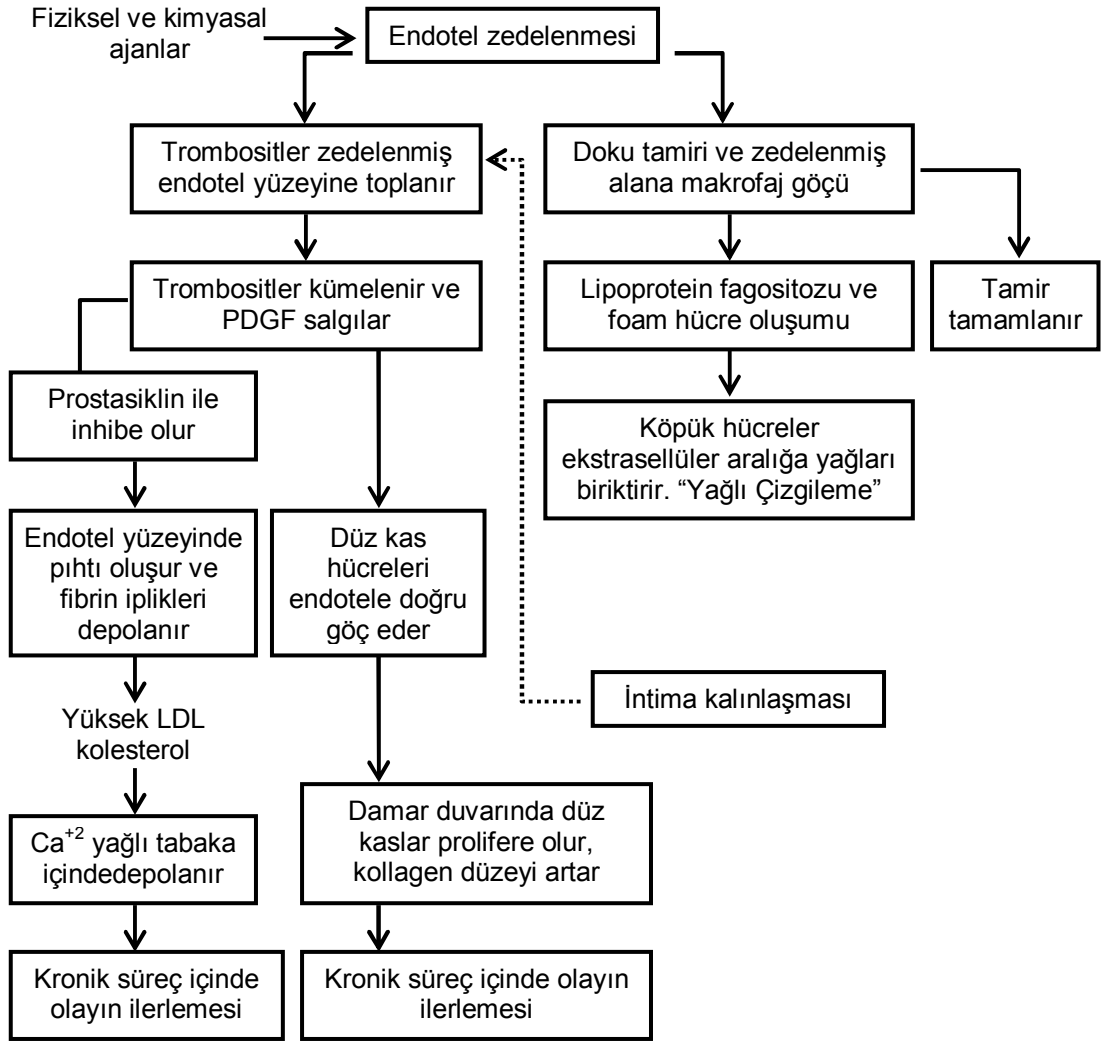 Fiziksel ve kimyasal
ajanlar
Endotel zedelenmesi
Trombositler zedelenmiş
endotel yüzeyine toplanır
Doku tamiri ve zedelenmiş
alana makrofaj göçü
Trombositler kümelenir ve
PDGF salgılar
Lipoprotein fagositozu ve
foam hücre oluşumu
Tamir
tamamlanır
Prostasiklin ile
inhibe olur
Köpük hücreler
ekstrasellüler aralığa yağları
biriktirir. “Yağlı Çizgileme”
Endotel yüzeyinde
pıhtı oluşur ve
fibrin iplikleri
depolanır
Düz kas
hücreleri
endotele doğru
göç eder
İntima kalınlaşması
Yüksek LDL
kolesterol
Damar duvarında düz
kaslar prolifere olur,
kollagen düzeyi artar
Ca⁺² yağlı tabaka
içindedepolanır
Kronik süreç içinde
olayın ilerlemesi
Kronik süreç içinde olayın
ilerlemesi